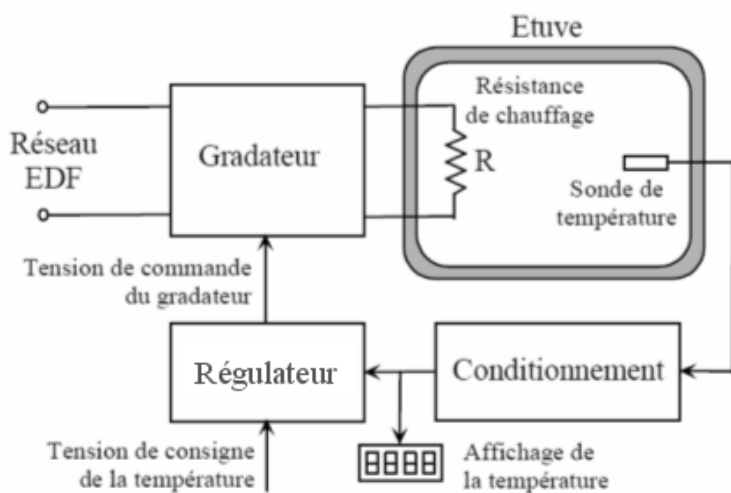 Etuve
Résistance
de chauffage
Réseau
EDF
Gradateur
R
Sonde de
température
Tension de commande
du gradateur
Régulateur
Conditionnement
Tension de consigne
de la température
Affichage de
la température